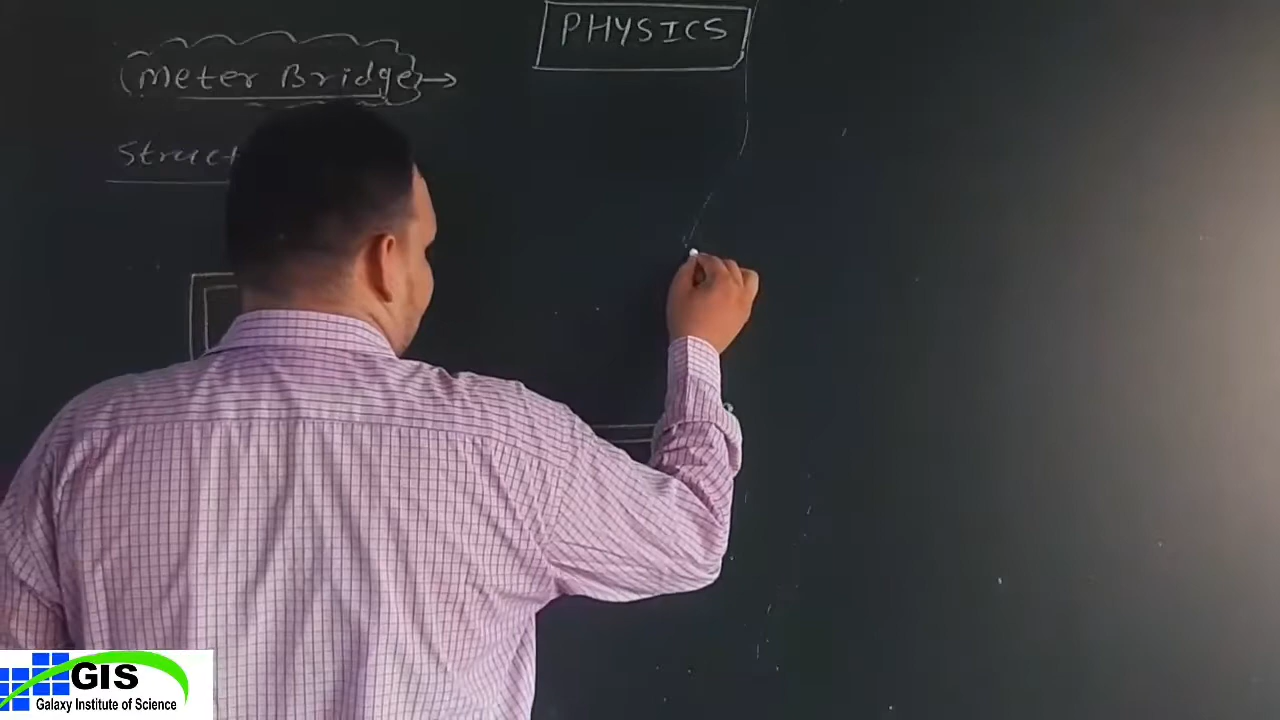 PHYSICS
Meter Bridge →
Struct
GIS
Galaxy Institute of Science